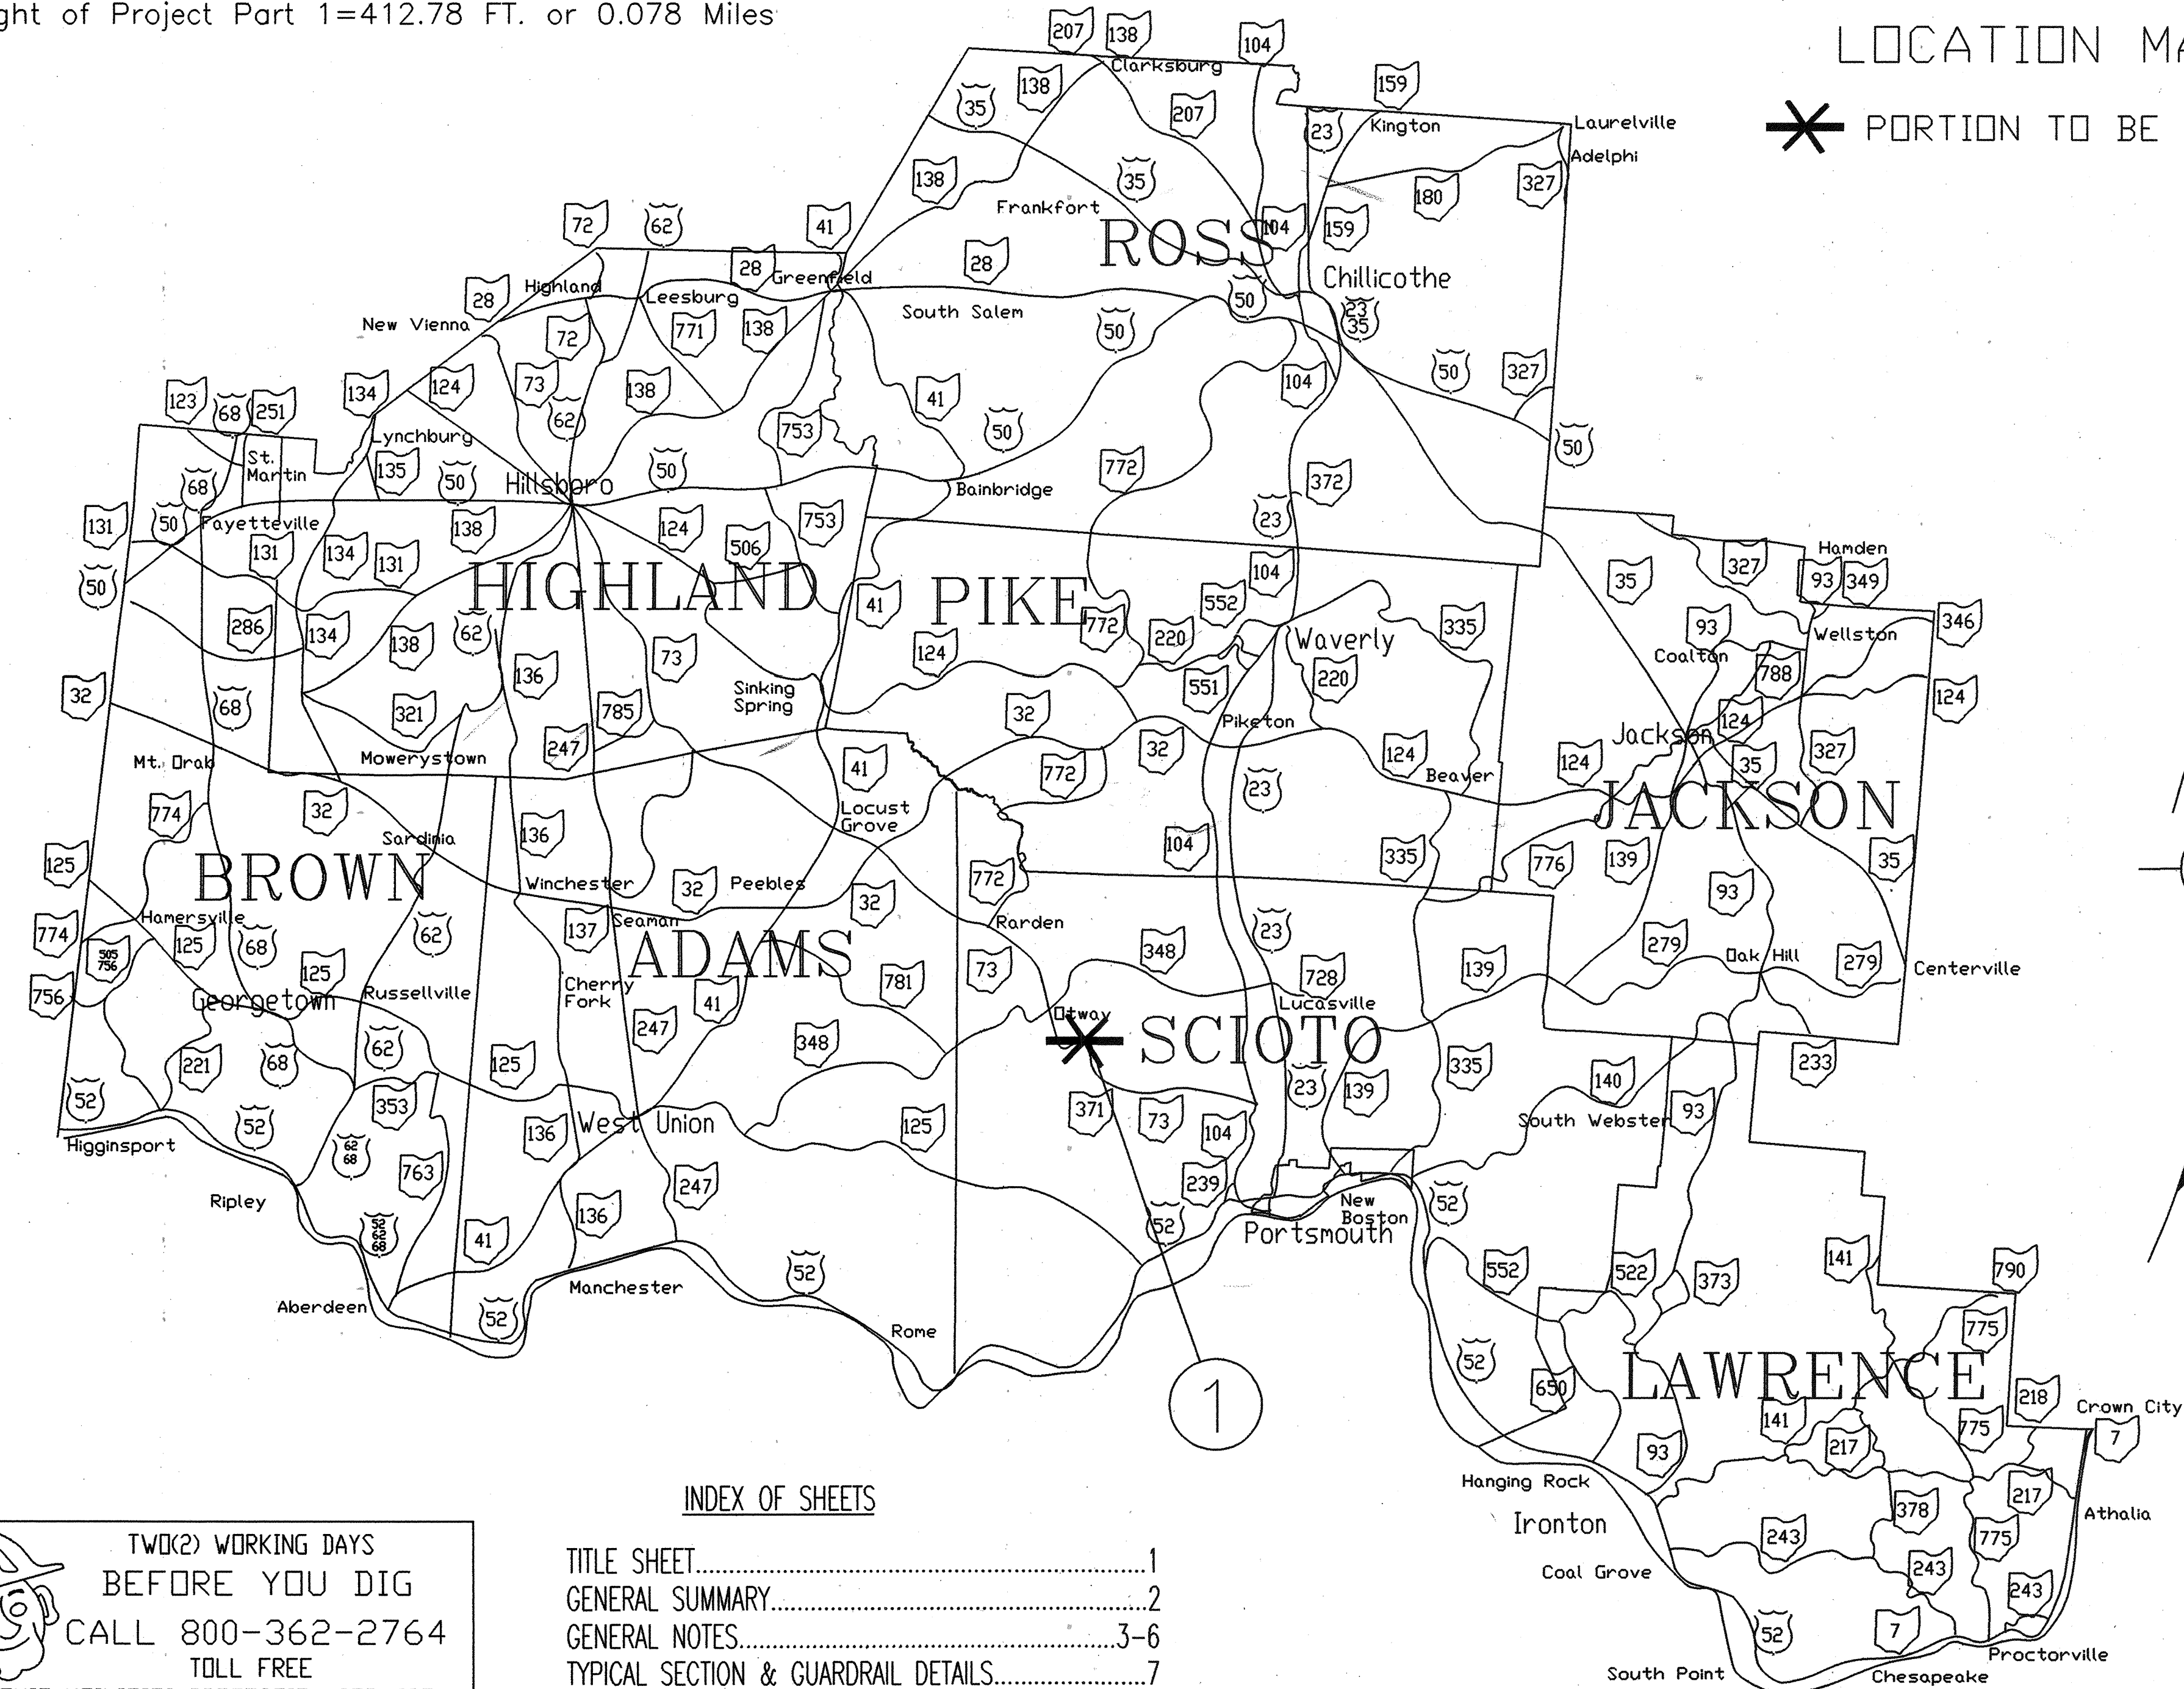 ght of Project Part 1=412.78 FT. or 0.078 Miles
LOCATION MA
PORTION TO BE
207 138 104
Clarksburg
159
138 35 207
23 Kington
Laurelville
Adelphi
138 35 180 327
Frankfort
72 62 41
ROSS
104 159
28 28
Greenfield
Highland
Leesburg
28
Chillicothe
New Vienna
South Salem
50
23
35
72 771 138 50
123 68 251 134 124 73 62 138 41 104 50 327
Lynchburg
753 50
50
St.
Martin
135 50
Hillsboro
50
772 372
68
Bainbridge
131 50
Fayetteville
138 124 753 23
131 134 131 506
Hamden
50
HIGHLAND
PIKE
104 35 327 93 349
41 552
286 134 138 62 73 124 772 220
Waverly
335 93
Wellston
346
Coalton
788
136
Sinking
Spring
551 220
32 68 321 785 32
Piketon
124 124
Jackson
247 32
Mt. Orab
Mowerystown
41 772 124
Beaver
124 35 327
23
774 32
Locust
Grove
JACKSON
Sardinia
136 104 335 776 139 35
125
BROWN
Winchester
32
Peebles
772 93
32
Hamersville
Seaman
Rarden
774 505
756
125 68 62 137
ADAMS
23 348 279
Oak Hill
279
Centerville
125 73 728 139
756
Georgetown
Russellville
Cherry
Fork
41 781
Lucasville
Otway
247 348
SCIOTO
221 68 62 125 335 233
52 353
23 139 140
371 73
South Webster
93
52
Higginsport
136
West Union
125 104
62
68
763 247 239
Ripley
New
Boston
52
136 52
Portsmouth
52
62
68
41
552 522 373 141 790
Manchester
52
Aberdeen
52
Rome
775
52
LAWRENCE
650 218
Crown City
1
141 775 7
93 217
Hanging Rock
217
378
Athalia
Ironton
243 775
Coal Grove
243 243
52 7
Proctorville
South Point
Chesapeake
INDEX OF SHEETS
TITLE SHEET 1
GENERAL SUMMARY 2
GENERAL NOTES 3-6
TYPICAL SECTION & GUARDRAIL DETAILS 7
TWO(2) WORKING DAYS
BEFORE YOU DIG
CALL 800-362-2764
TOLL FREE